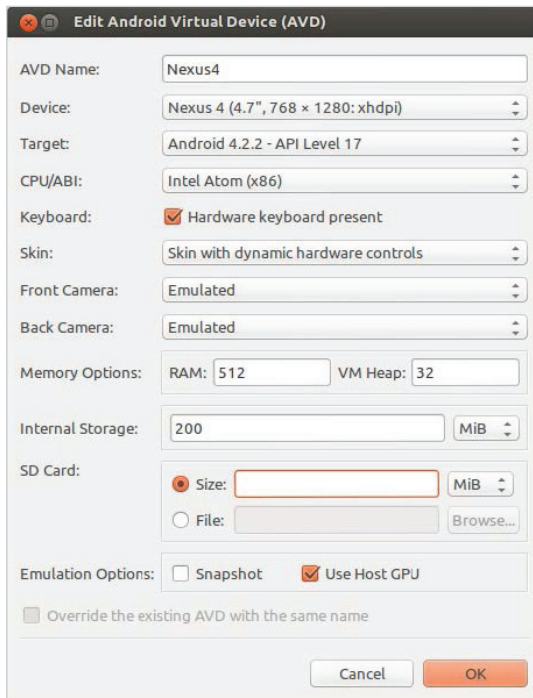 Edit Android Virtual Device (AVD)
AVD Name: Nexus4
Device: Nexus 4 (4.7", 768 × 1280: xhdpi)
Target: Android 4.2.2 - API Level 17
CPU/ABI: Intel Atom (x86)
Keyboard: Hardware keyboard present
Skin: Skin with dynamic hardware controls
Front Camera: Emulated
Back Camera: Emulated
Memory Options: RAM: 512 VM Heap: 32
Internal Storage: 200 MiB
SD Card:
Size: MiB
File: Browse...
Emulation Options: Snapshot Use Host GPU
Override the existing AVD with the same name
Cancel OK